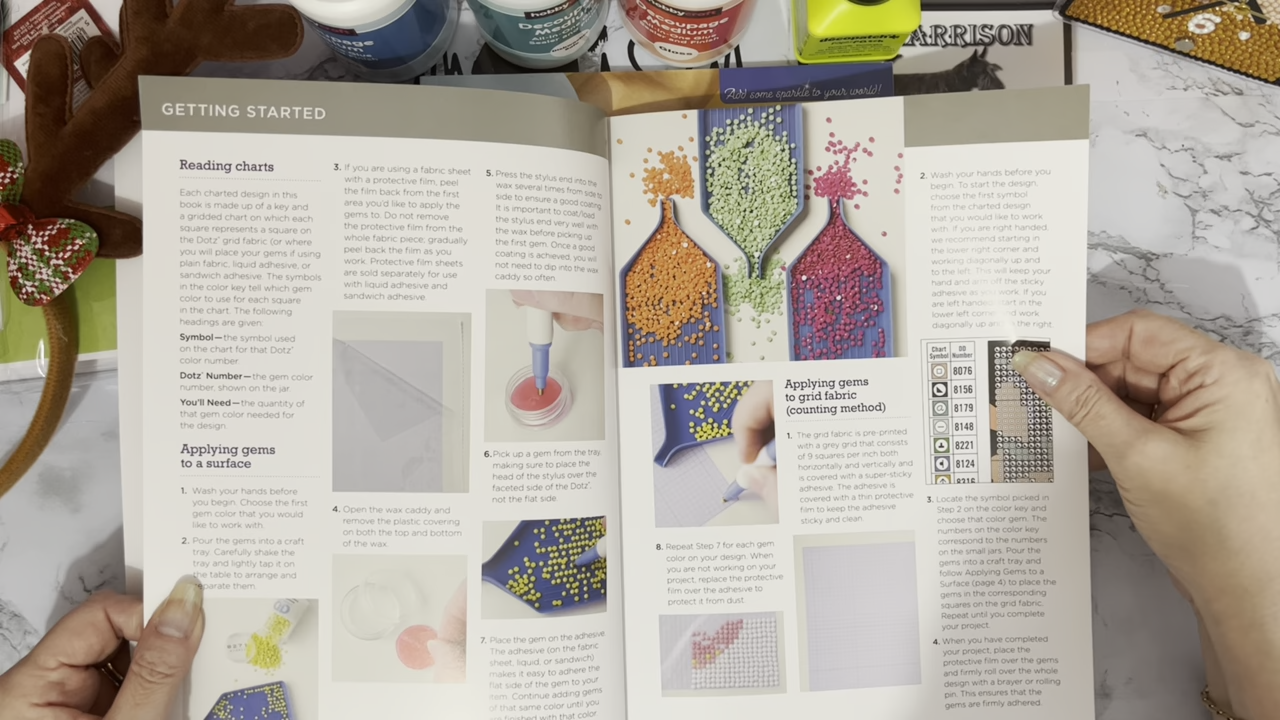 hobbycraft
Decoupage
Medium
All-in-One Glue
Decoupage
Medium
All-in-One Glue
and Finish
Gloss
decopatch
HARRISON
Add some sparkle to your world!
GETTING STARTED
Reading charts
Each charted design in this
book is made up of a key and
a gridded chart on which each
square represents a square on
the Dotz® grid fabric (or where
you will place your gems if using
plain fabric, liquid adhesive, or
sandwich adhesive. The symbols
in the color key tell which gem
color to use for each square
in the chart. The following
headings are given:
Symbol—the symbol used
on the chart for that Dotz®
color number.
Dotz® Number—the gem color
number, shown on the jar.
You'll Need—the quantity of
that gem color needed for
the design.
Applying gems
to a surface
1. Wash your hands before
you begin. Choose the first
gem color that you would
like to work with.
2. Pour the gems into a craft
tray. Carefully shake the
tray and lightly tap it on
the table to arrange and
separate them.
3. If you are using a fabric sheet
with a protective film, peel
the film back from the first
area you'd like to apply the
gems to. Do not remove
the protective film from the
whole fabric piece, gradually
peel back the film as you
work. Protective film sheets
are sold separately for use
with liquid adhesive and
sandwich adhesive.
4. Open the wax caddy and
remove the plastic covering
on both the top and bottom
of the wax.
5. Press the stylus end into the
wax several times from side to
side to ensure a good coating.
It is important to coat/load
the stylus end very well with
the wax before picking up
the first gem. Once a good
coating is achieved, you will
not need to dip into the wax
caddy so often.
6. Pick up a gem from the tray,
making sure to place the
head of the stylus over the
faceted side of the Dotz®,
not the flat side.
7. Place the gem on the adhesive.
The adhesive (on the fabric
sheet, liquid, or sandwich)
makes it easy to adhere the
flat side of the gem to your
item. Continue adding gems
of that same color until you
are finished with that color
8. Repeat Step 7 for each gem
color on your design. When
you are not working on your
project, replace the protective
film over the adhesive to
protect it from dust.
Applying gems
to grid fabric
(counting method)
1. The grid fabric is pre-printed
with a grey grid that consists
of 9 squares per inch both
horizontally and vertically and
is covered with a super-sticky
adhesive. The adhesive is
covered with a thin protective
film to keep the adhesive
sticky and clean.
2. Wash your hands before you
begin. To start the design,
choose the first symbol
from the charted design
that you would like to work
with. If you are right handed,
we recommend starting in
the lower right corner and
working diagonally up and
to the left. This will keep your
hand and arm off the sticky
adhesive as you work. If you
are left handed, start in the
lower left corner and work
diagonally up and to the right.
Chart Symbol DD Number
8076
8156
8179
8148
8221
8124
8316
3. Locate the symbol picked in
Step 2 on the color key and
choose that color gem. The
numbers on the color key
correspond to the numbers
on the small jars. Pour the
gems into a craft tray and
follow Applying Gems to a
Surface (page 4) to place the
gems in the corresponding
squares on the grid fabric.
Repeat until you complete
your project.
4. When you have completed
your project, place the
protective film over the gems
and firmly roll over the whole
design with a brayer or rolling
pin. This ensures that the
gems are firmly adhered.